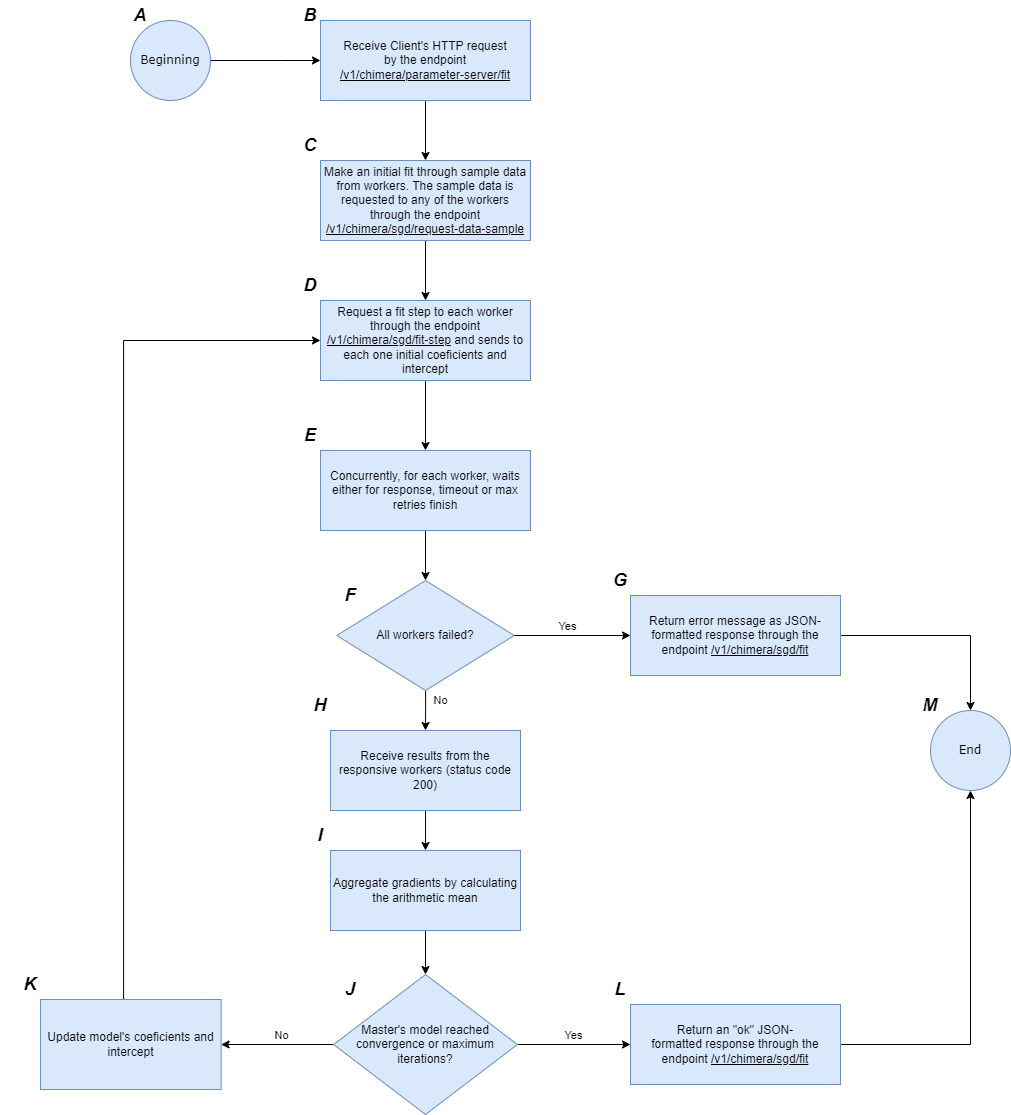 A
Beginning
B
Receive Client's HTTP request
by the endpoint
/v1/chimera/parameter-server/fit
C
Make an initial fit through sample data
from workers. The sample data is
requested to any of the workers
through the endpoint
/v1/chimera/sgd/request-data-sample
D
Request a fit step to each worker
through the endpoint
/v1/chimera/sgd/fit-step and sends to
each one initial coeficients and
intercept
E
Concurrently, for each worker, waits
either for response, timeout or max
retries finish
F
All workers failed?
Yes
G
Return error message as JSON-
formatted response through the
endpoint /v1/chimera/sgd/fit
No
H
Receive results from the
responsive workers (status code
200)
M
End
I
Aggregate gradients by calculating
the arithmetic mean
J
Master's model reached
convergence or maximum
iterations?
No
K
Update model's coeficients and
intercept
Yes
L
Return an "ok" JSON-
formatted response through the
endpoint /v1/chimera/sgd/fit